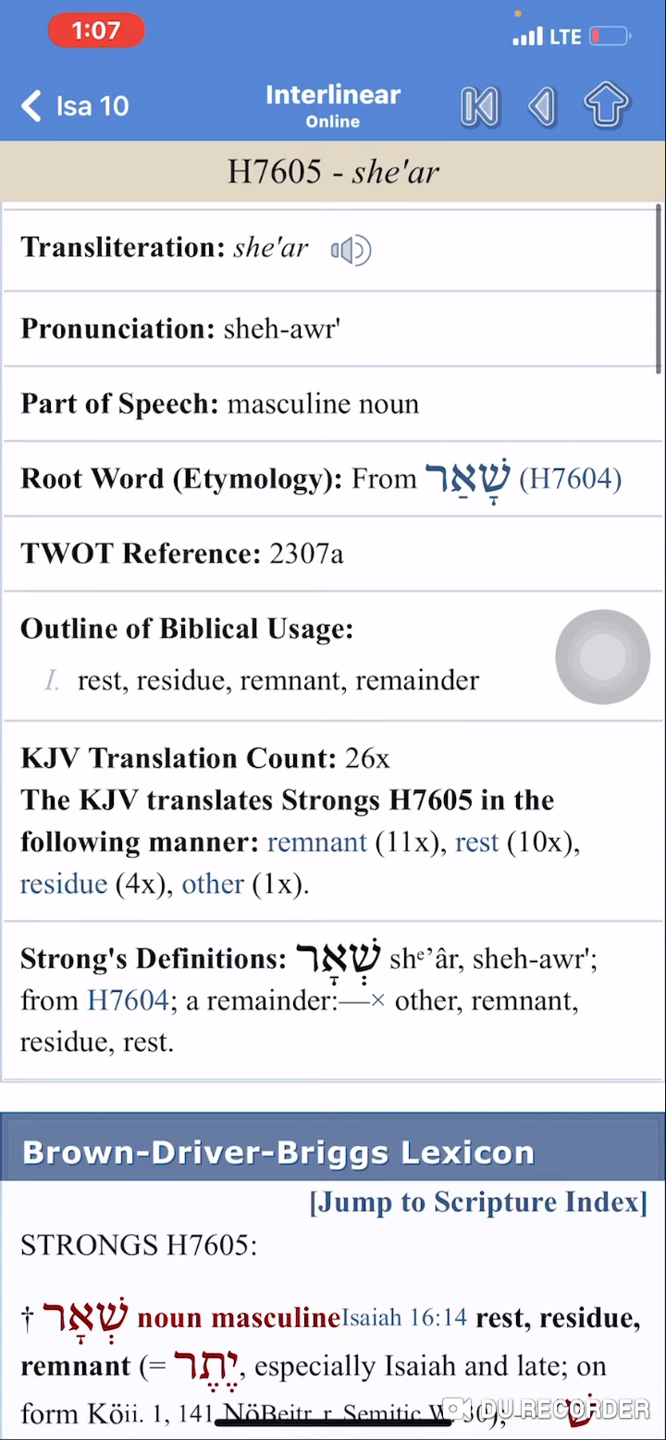 1:07
LTE
Isa 10
Interlinear
Online
H7605 - she'ar
Transliteration: she'ar
Pronunciation: sheh-awr'
Part of Speech: masculine noun
Root Word (Etymology): From שָׁאַר (H7604)
TWOT Reference: 2307a
Outline of Biblical Usage:
I. rest, residue, remnant, remainder
KJV Translation Count: 26x
The KJV translates Strongs H7605 in the
following manner: remnant (11x), rest (10x),
residue (4x), other (1x).
Strong's Definitions: שְׁאָר shᵉʼâr, sheh-awr';
from H7604; a remainder:—× other, remnant,
residue, rest.
Brown-Driver-Briggs Lexicon
[Jump to Scripture Index]
STRONGS H7605:
† שְׁאָר noun masculineIsaiah 16:14 rest, residue,
remnant (= יֶתֶר, especially Isaiah and late; on
form Köii. 1, 141 NöBeitr. r. Semitic W
DU RECORDER